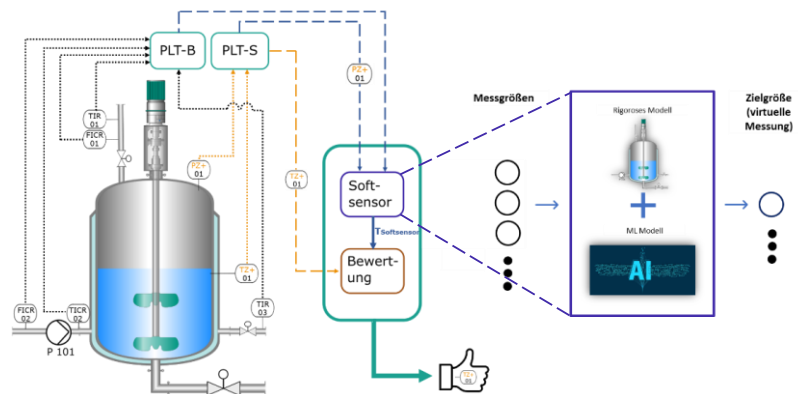 PLT-B
PLT-S
PZ+
01
TIR
01
FICR
01
PZ+
01
TZ+
01
TZ+
01
FICR
02
TICR
02
TIR
03
P 101
Soft-
sensor
TSoftsensor
Bewert-
ung
Messgrößen
Rigoroses Modell
ML Modell
AI
Zielgröße
(virtuelle
Messung)
TZ+